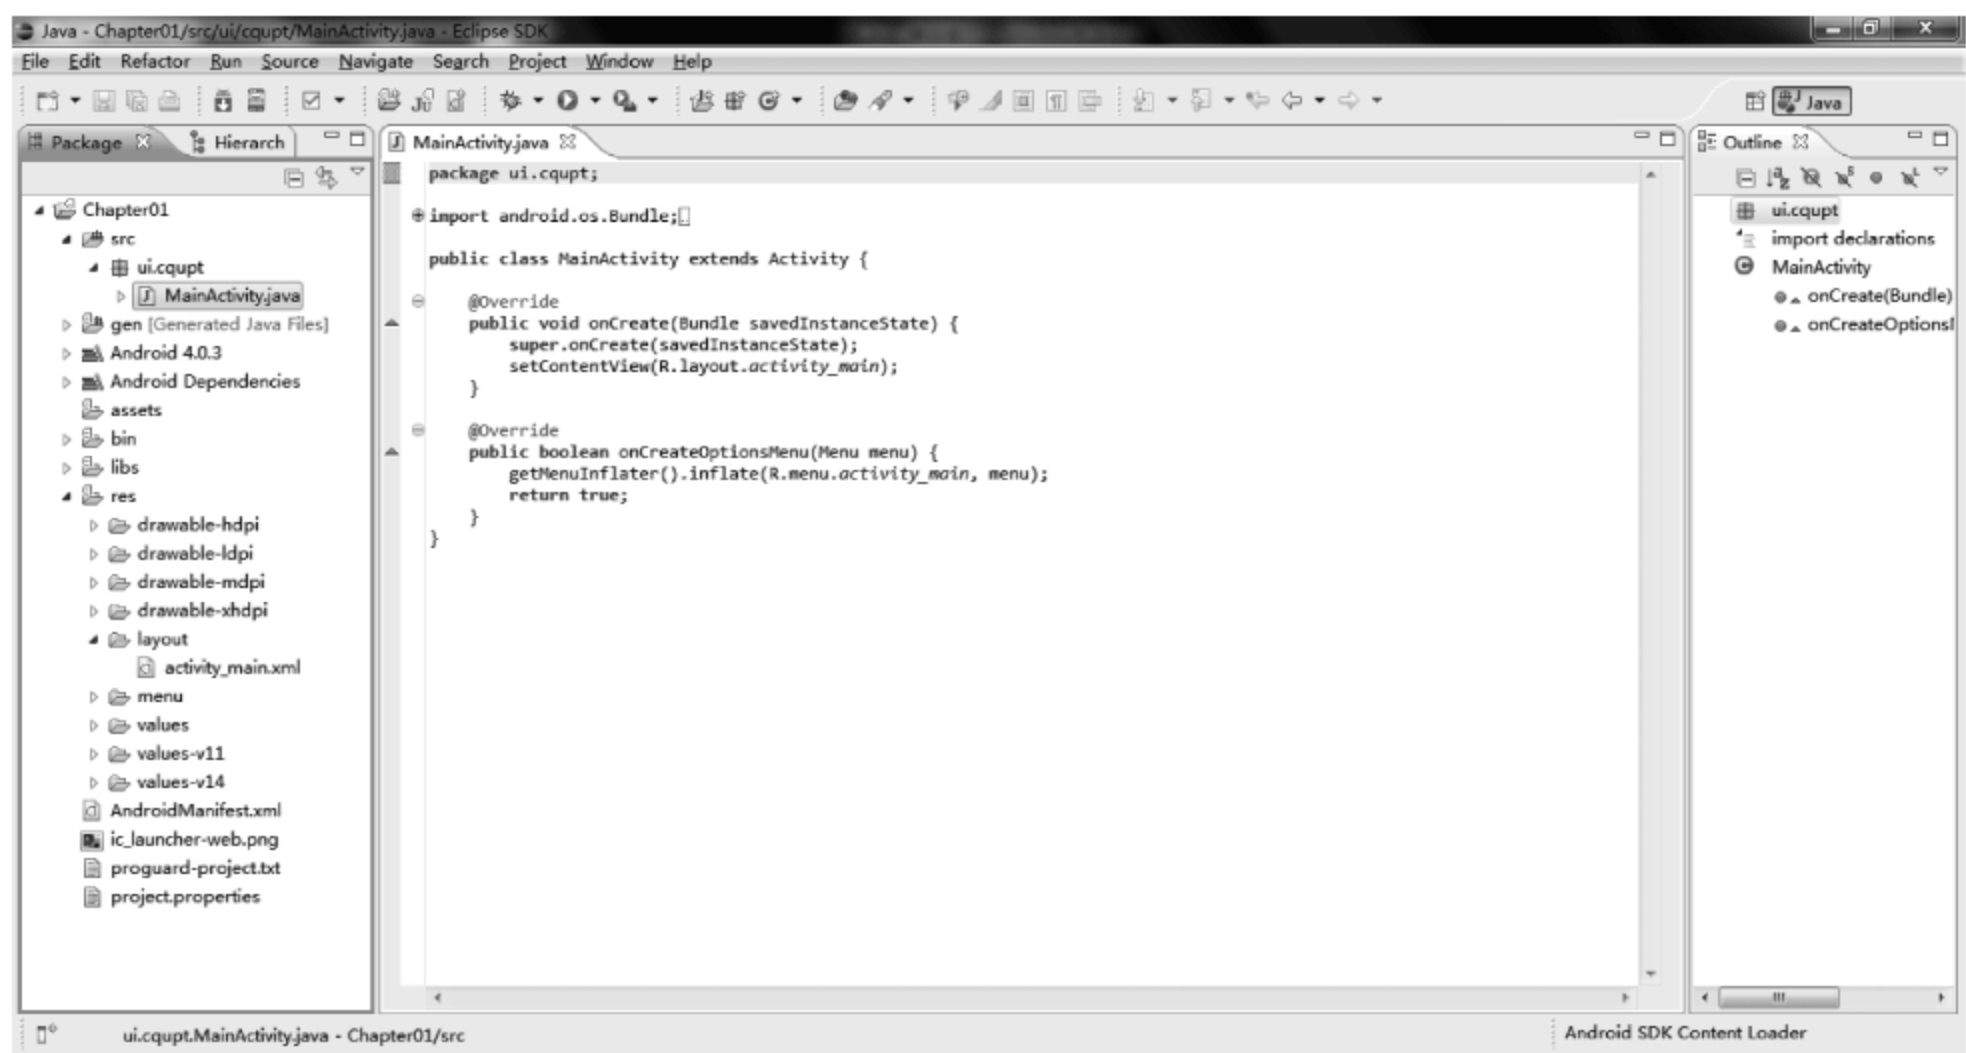 Java - Chapter01/src/ui/cqupt/MainActivity.java - Eclipse SDK
File Edit Refactor Run Source Navigate Search Project Window Help
Java
Package
Hierarch
Chapter01
src
ui.cqupt
MainActivity.java
gen [Generated Java Files]
Android 4.0.3
Android Dependencies
assets
bin
libs
res
drawable-hdpi
drawable-ldpi
drawable-mdpi
drawable-xhdpi
layout
activity_main.xml
menu
values
values-v11
values-v14
AndroidManifest.xml
ic_launcher-web.png
proguard-project.txt
project.properties
MainActivity.java
package ui.cqupt;
import android.os.Bundle;
public class MainActivity extends Activity {
@Override
public void onCreate(Bundle savedInstanceState) {
super.onCreate(savedInstanceState);
setContentView(R.layout.activity_main);
}
@Override
public boolean onCreateOptionsMenu(Menu menu) {
getMenuInflater().inflate(R.menu.activity_main, menu);
return true;
}
}
Outline
ui.cqupt
import declarations
MainActivity
onCreate(Bundle)
onCreateOptions
ui.cqupt.MainActivity.java - Chapter01/src
Android SDK Content Loader